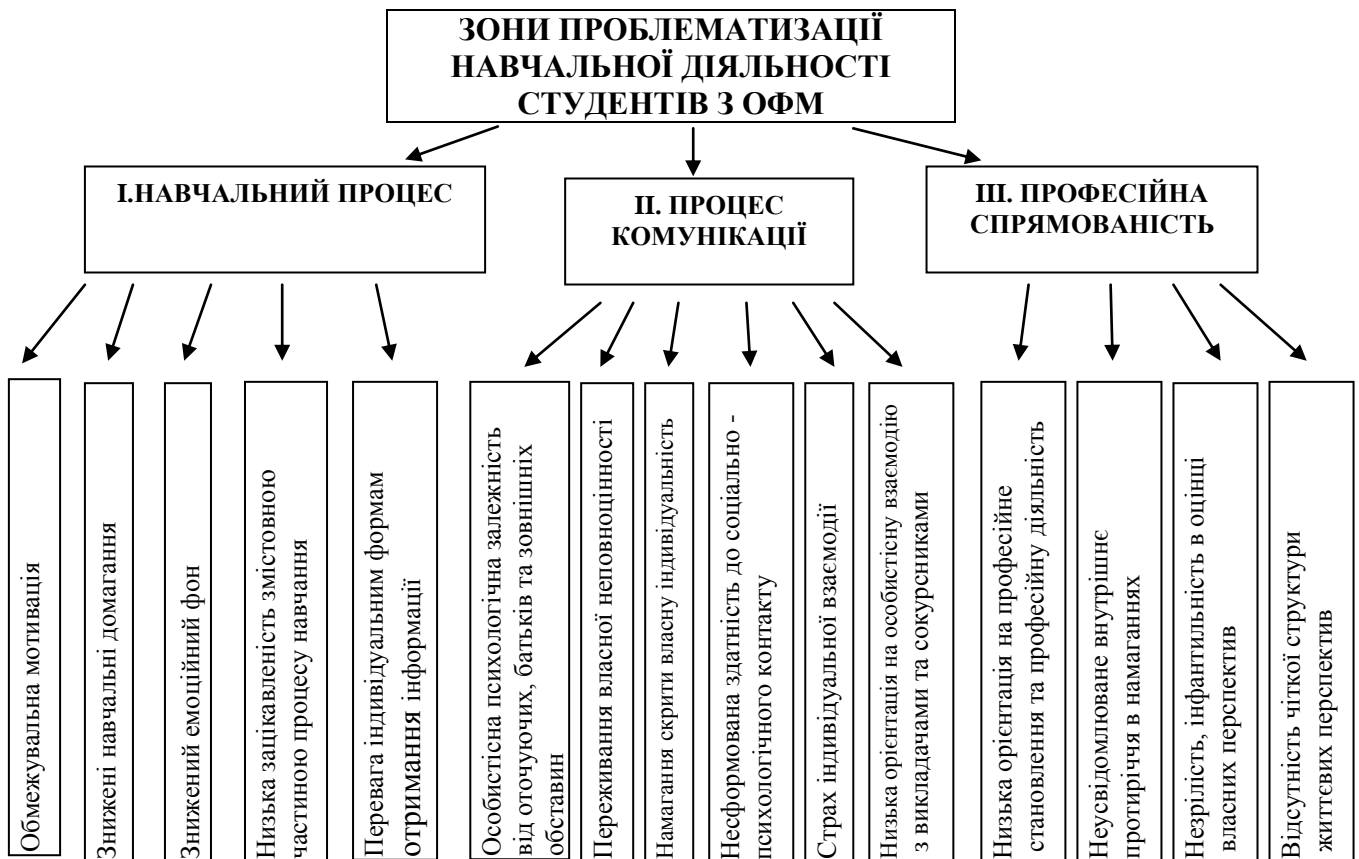 ЗОНИ ПРОБЛЕМАТИЗАЦІЇ
НАВЧАЛЬНОЇ ДІЯЛЬНОСТІ
СТУДЕНТІВ З ОФМ
І.НАВЧАЛЬНИЙ ПРОЦЕС
ІІ. ПРОЦЕС
КОМУНІКАЦІЇ
ІІІ. ПРОФЕСІЙНА
СПРЯМОВАНІСТЬ
Обмежувальна мотивація
Знижені навчальні домагання
Знижений емоційний фон
Низька зацікавленість змістовною
частиною процесу навчання
Перевага індивідуальним формам
отримання інформації
Особистісна психологічна залежність
від оточуючих, батьків та зовнішніх
обставин
Переживання власної неповноцінності
Намагання скрити власну індивідуальність
Несформована здатність до соціально -
психологічного контакту
Страх індивідуальної взаємодії
Низька орієнтація на особистісну взаємодію
з викладачами та сокурсниками
Низька орієнтація на професійне
становлення та професійну діяльність
Неусвідомлюване внутрішнє
протиріччя в намаганнях
Незрілість, інфантильність в оцінці
власних перспектив
Відсутність чіткої структури
життєвих перспектив